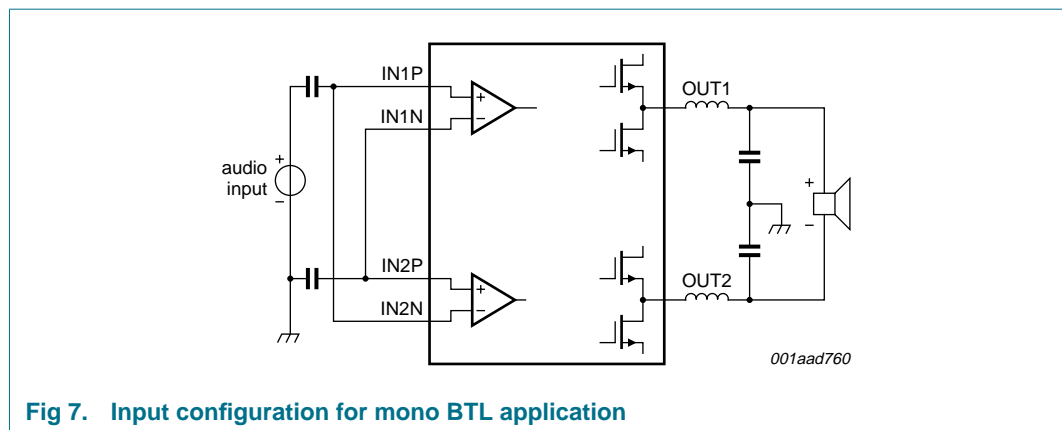 IN1P
IN1N
OUT1
audio
input
+
−
+
−
+
−
IN2P
IN2N
+
−
OUT2
001aad760
Fig 7. Input configuration for mono BTL application